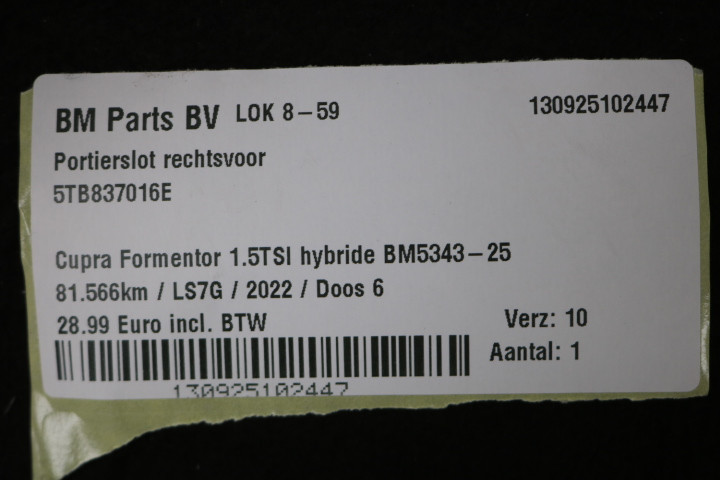 BM Parts BV LOK 8-59 130925102447
Portierslot rechtsvoor
5TB837016E
Cupra Formentor 1.5TSI hybride BM5343-25
81.566km / LS7G / 2022 / Doos 6
28.99 Euro incl. BTW Verz: 10
Aantal: 1
130925102447